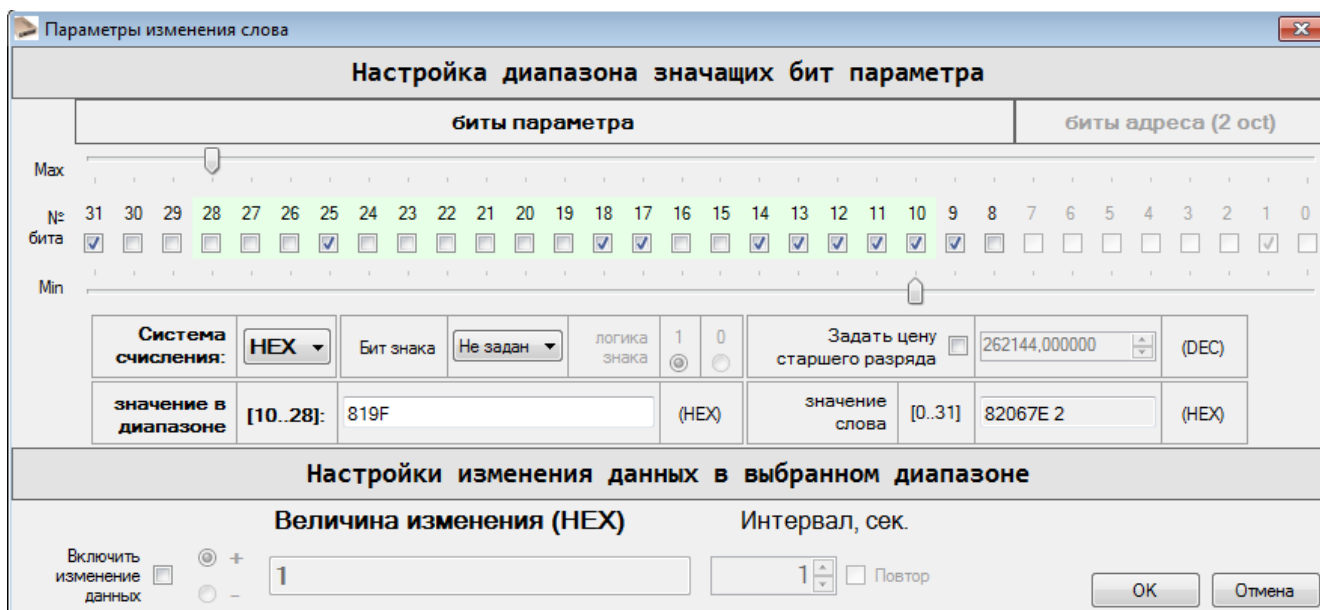 Параметры изменения слова
Настройка диапазона значащих бит параметра
биты параметра биты адреса (2 oct)
Max
№ 31 30 29 28 27 26 25 24 23 22 21 20 19 18 17 16 15 14 13 12 11 10 9 8 7 6 5 4 3 2 1 0
бита
Min
Система счисления: HEX Бит знака Не задан логика знака 1 0 Задать цену старшего разряда 262144,000000 (DEC)
значение в диапазоне [10..28]: 819F (HEX) значение слова [0..31] 82067E 2 (HEX)
Настройки изменения данных в выбранном диапазоне
Величина изменения (HEX) Интервал, сек.
Включить изменение данных + - 1 1 Повтор
OK Отмена